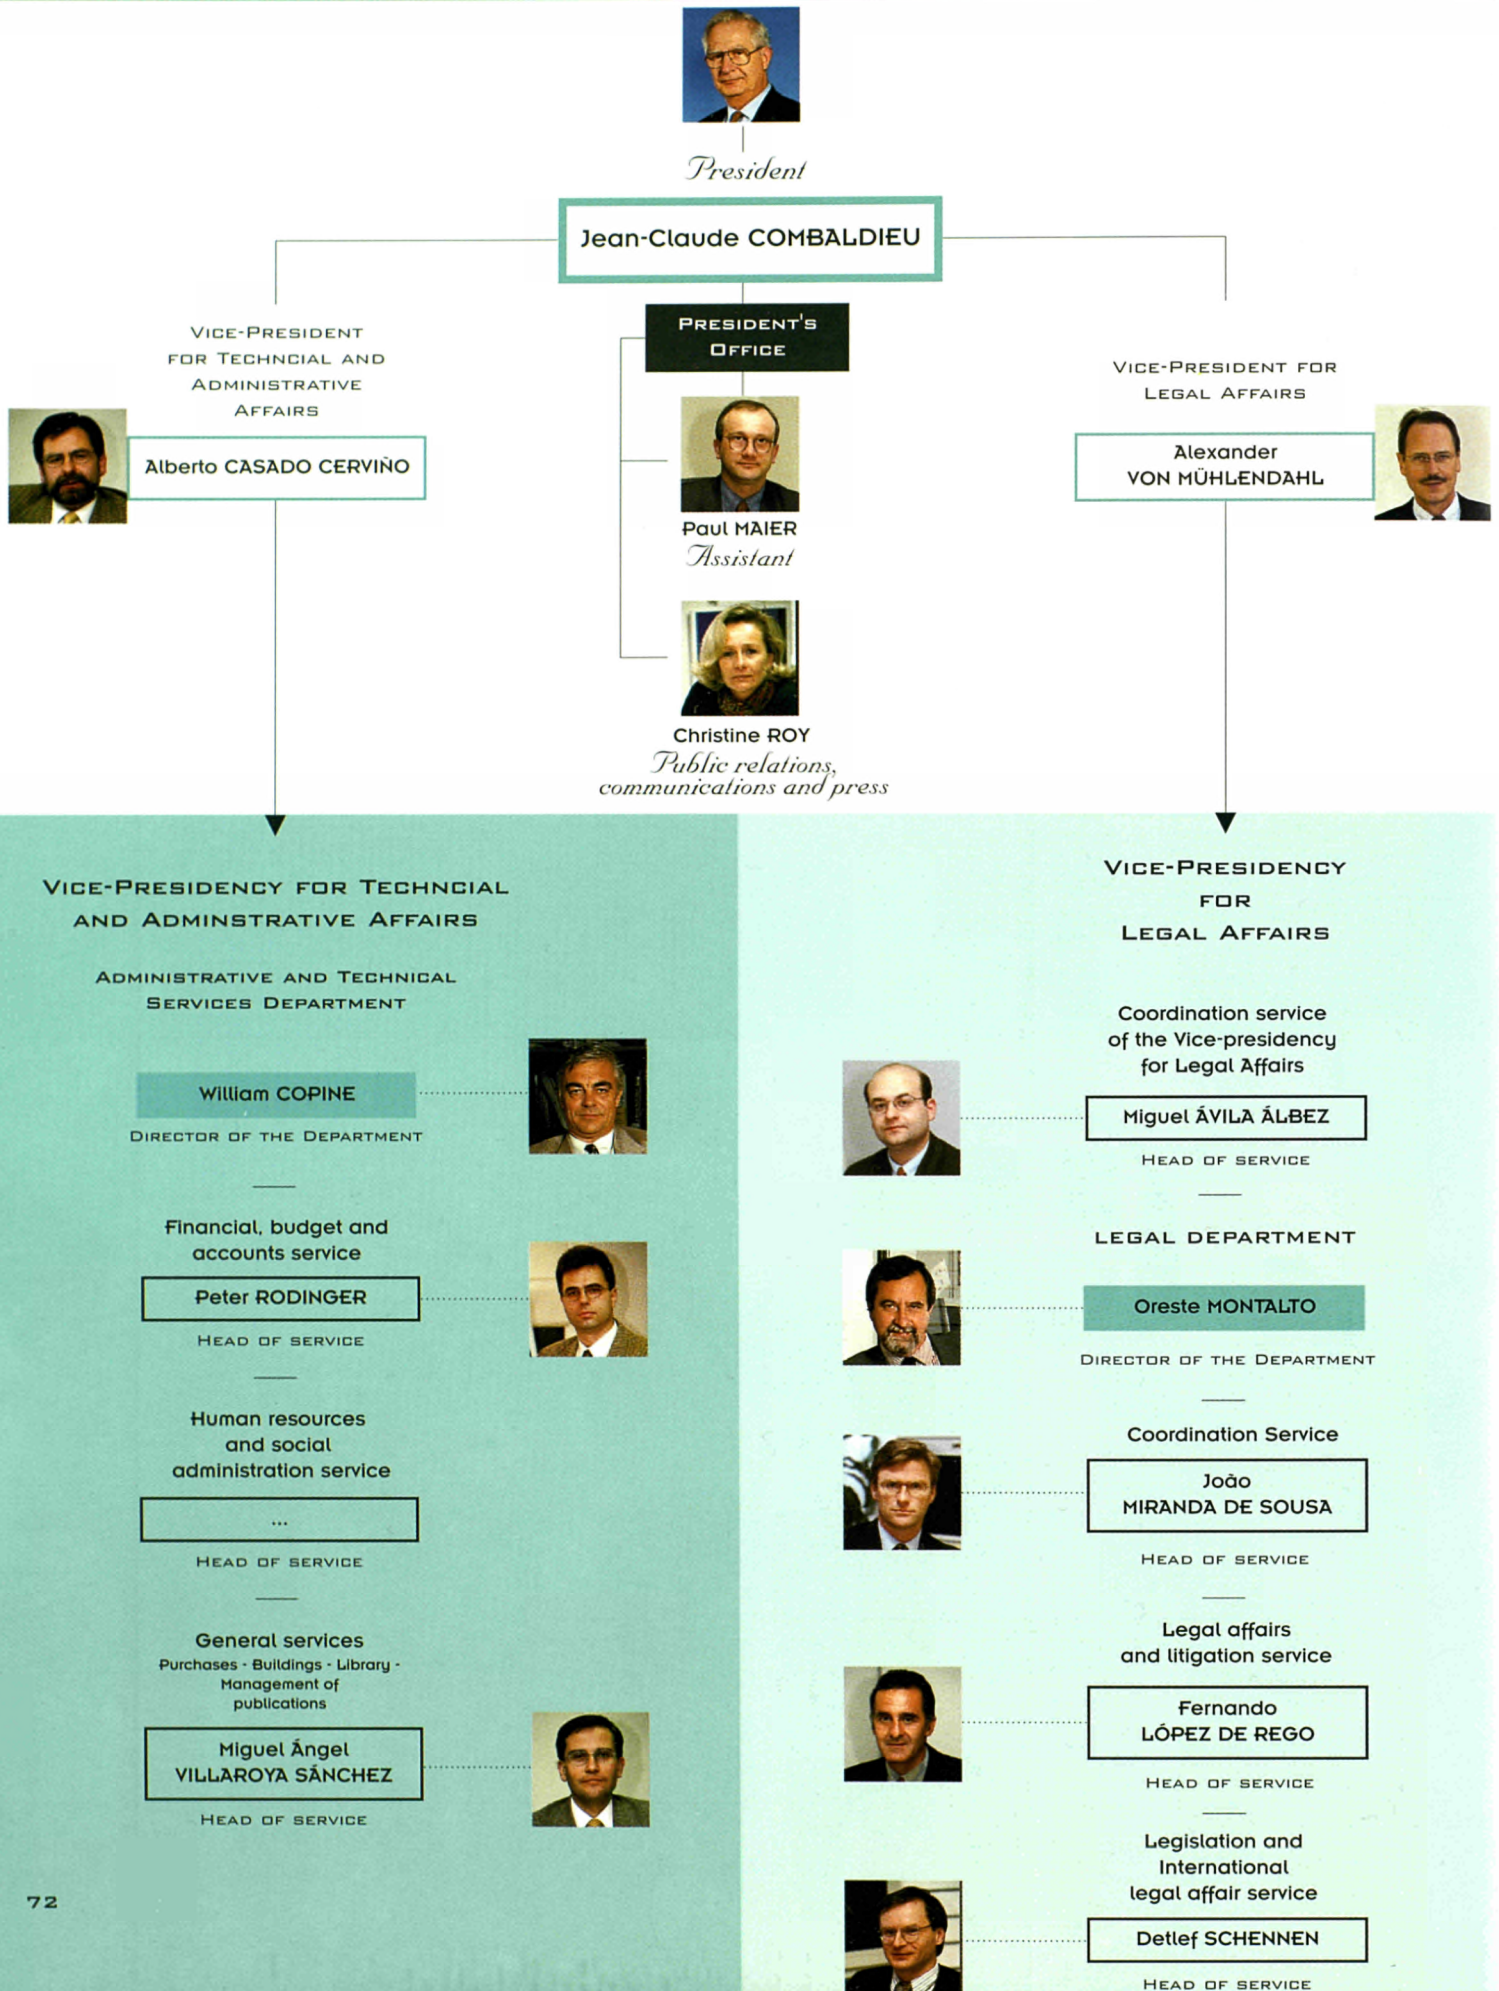 President
Jean-Claude COMBALDIEU
VICE-PRESIDENT
FOR TECHNCIAL AND
ADMINISTRATIVE
AFFAIRS
Alberto CASADO CERVIÑO
PRESIDENT'S
OFFICE
Paul MAIER
Assistant
Christine ROY
Public relations,
communications and press
VICE-PRESIDENT FOR
LEGAL AFFAIRS
Alexander
VON MÜHLENDAHL
VICE-PRESIDENCY FOR TECHNCIAL
AND ADMINSTRATIVE AFFAIRS
ADMINISTRATIVE AND TECHNICAL
SERVICES DEPARTMENT
William COPINE
DIRECTOR OF THE DEPARTMENT
Financial, budget and
accounts service
Peter RODINGER
HEAD OF SERVICE
Human resources
and social
administration service
...
HEAD OF SERVICE
General services
Purchases - Buildings - Library -
Management of
publications
Miguel Ángel
VILLAROYA SÁNCHEZ
HEAD OF SERVICE
72
VICE-PRESIDENCY
FOR
LEGAL AFFAIRS
Coordination service
of the Vice-presidency
for Legal Affairs
Miguel ÁVILA ÁLBEZ
HEAD OF SERVICE
LEGAL DEPARTMENT
Oreste MONTALTO
DIRECTOR OF THE DEPARTMENT
Coordination Service
João
MIRANDA DE SOUSA
HEAD OF SERVICE
Legal affairs
and litigation service
Fernando
LÓPEZ DE REGO
HEAD OF SERVICE
Legislation and
International
legal affair service
Detlef SCHENNEN
HEAD OF SERVICE